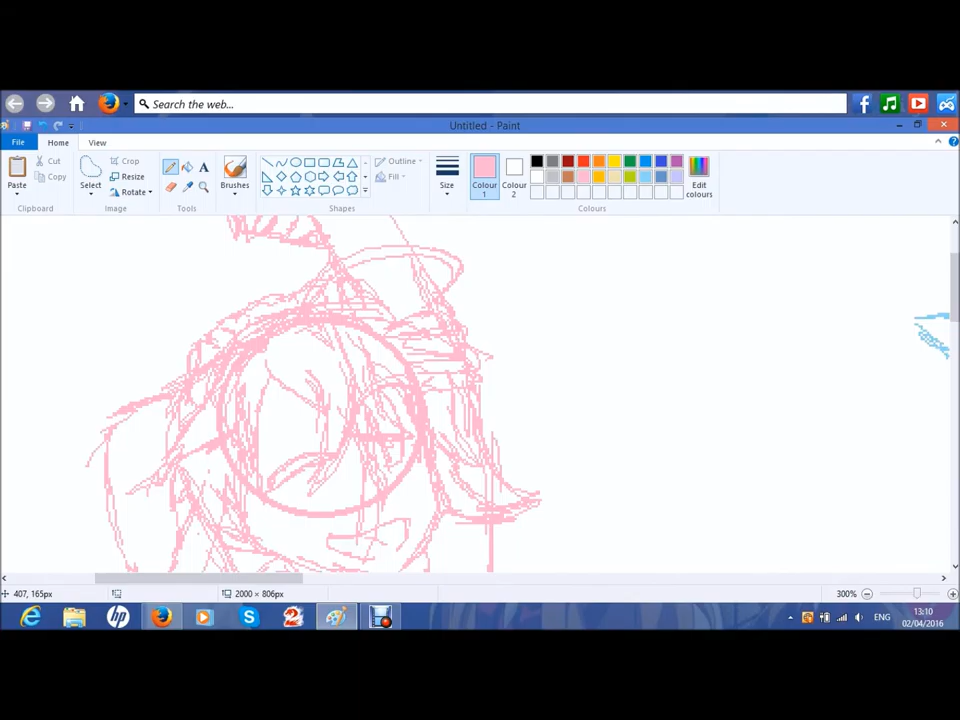 Search the web...
Untitled - Paint
File Home View
Cut
Copy
Paste
Clipboard
Crop
Resize
Rotate
Select
Image
Tools
Brushes
Outline
Fill
Shapes
Size
Colour 1
Colour 2
Edit colours
Colours
407, 165px
2000 × 806px
300%
hp
ENG
13:10
02/04/2016